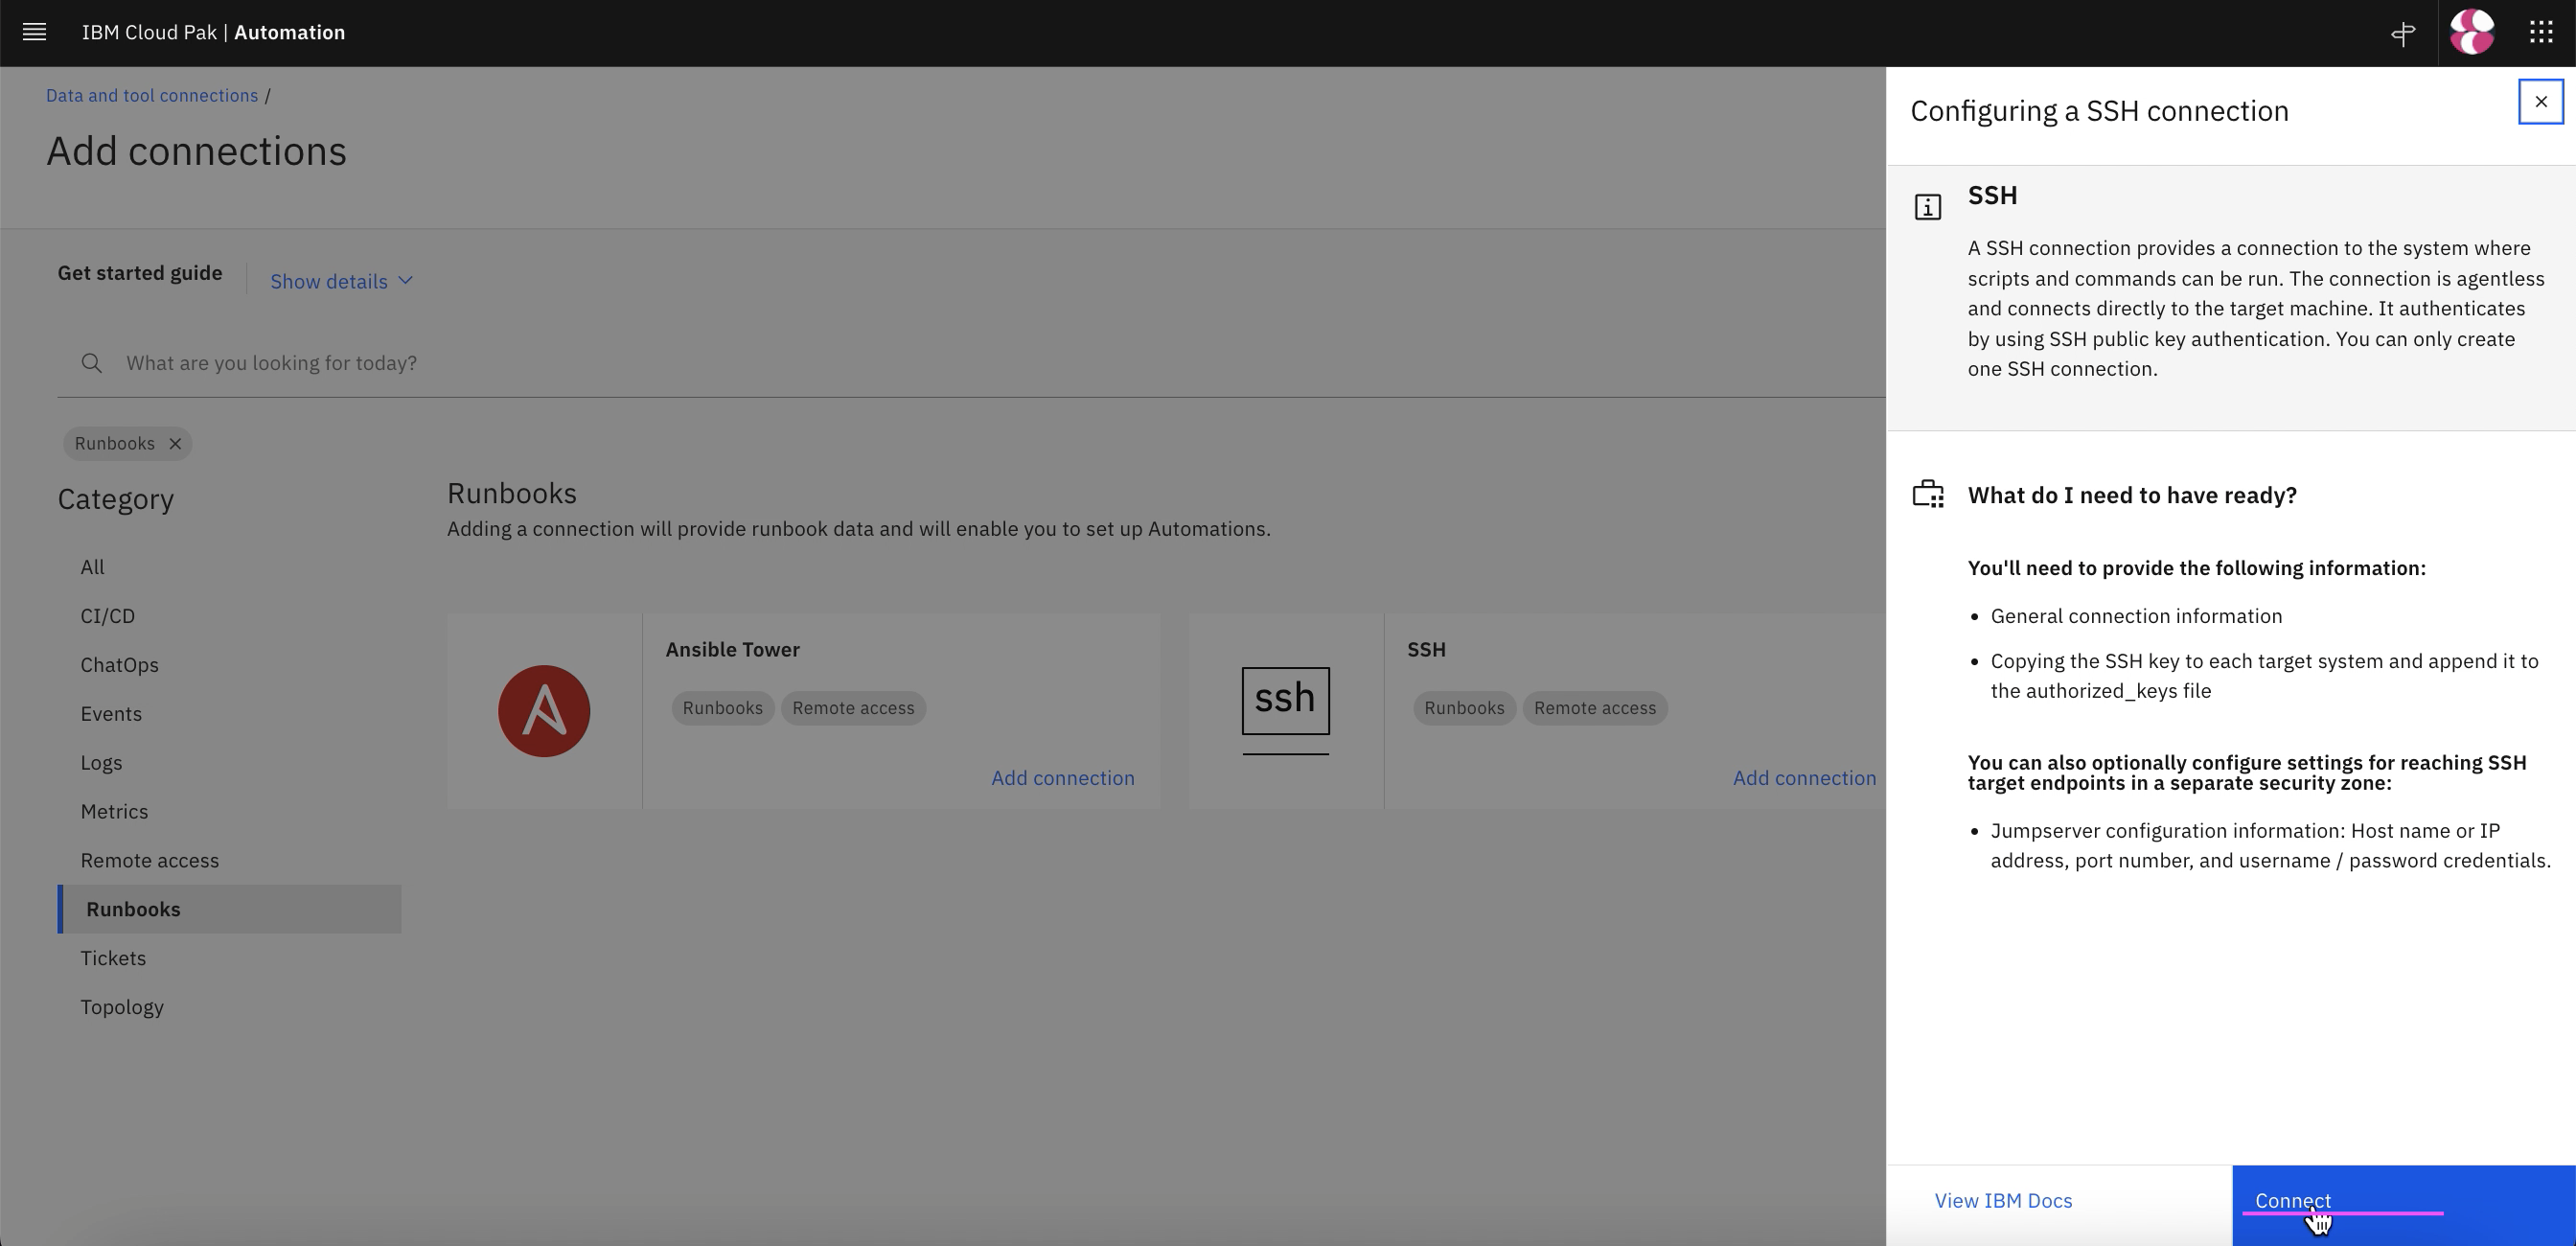 IBM Cloud Pak | Automation
Data and tool connections /
Add connections
Get started guide
Show details
What are you looking for today?
Runbooks
Category
All
CI/CD
ChatOps
Events
Logs
Metrics
Remote access
Runbooks
Tickets
Topology
Runbooks
Adding a connection will provide runbook data and will enable you to set up Automations.
Ansible Tower
Runbooks
Remote access
Add connection
ssh
SSH
Runbooks
Remote access
Add connection
Configuring a SSH connection
SSH
A SSH connection provides a connection to the system where
scripts and commands can be run. The connection is agentless
and connects directly to the target machine. It authenticates
by using SSH public key authentication. You can only create
one SSH connection.
What do I need to have ready?
You'll need to provide the following information:
• General connection information
• Copying the SSH key to each target system and append it to
the authorized_keys file
You can also optionally configure settings for reaching SSH
target endpoints in a separate security zone:
• Jumpserver configuration information: Host name or IP
address, port number, and username / password credentials.
View IBM Docs
Connect